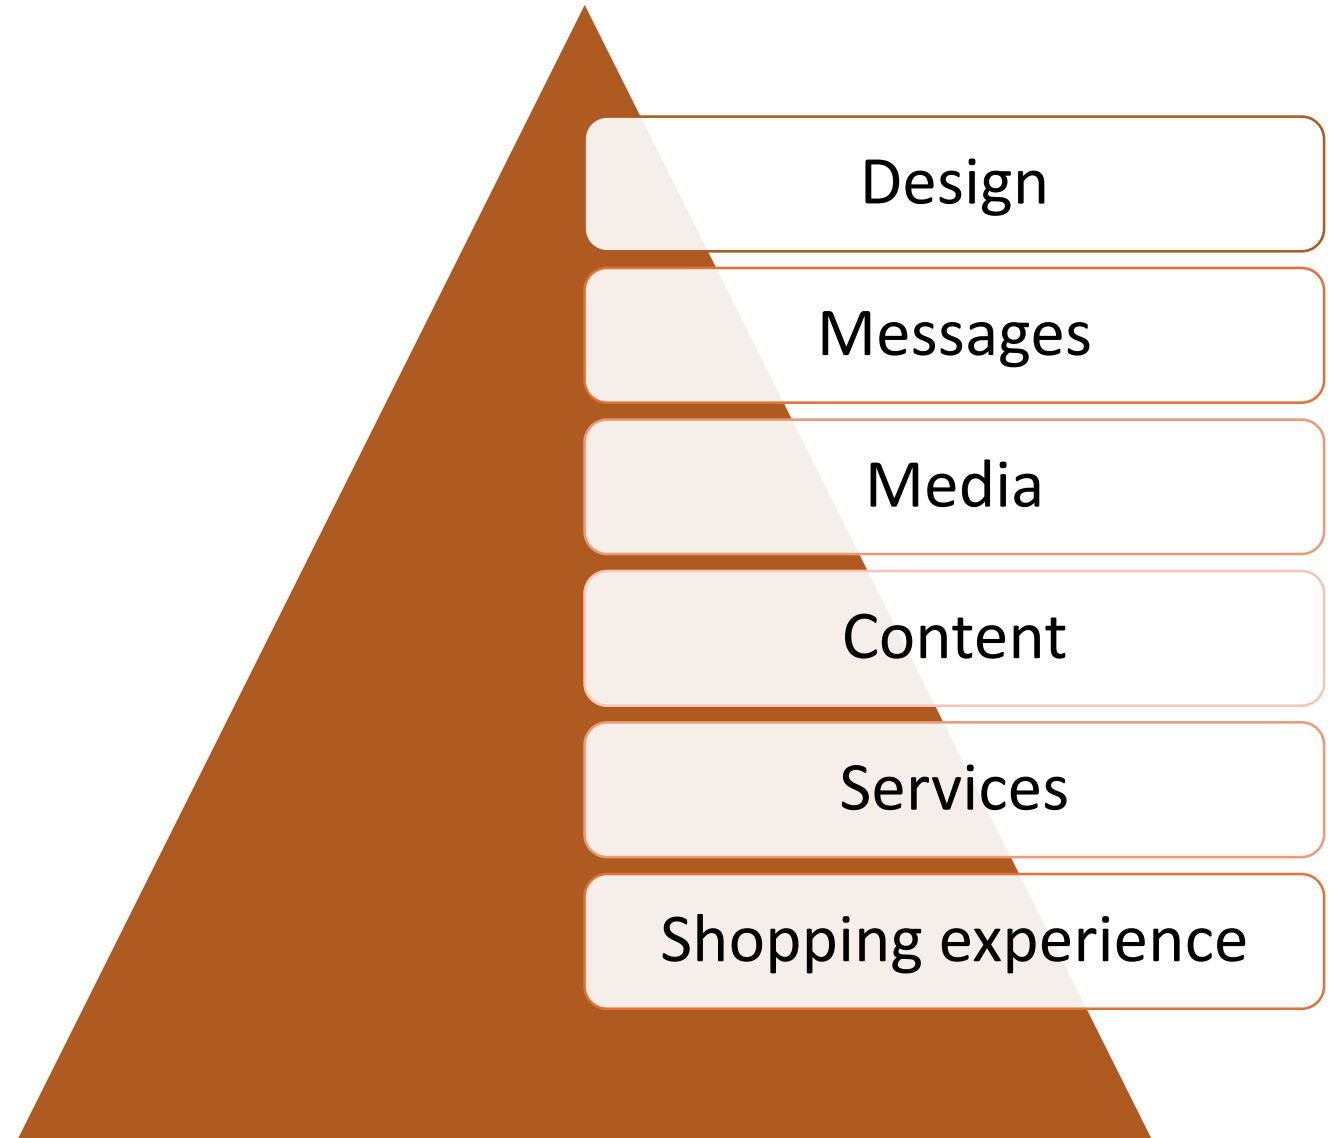 Design
Messages
Media
Content
Services
Shopping experience